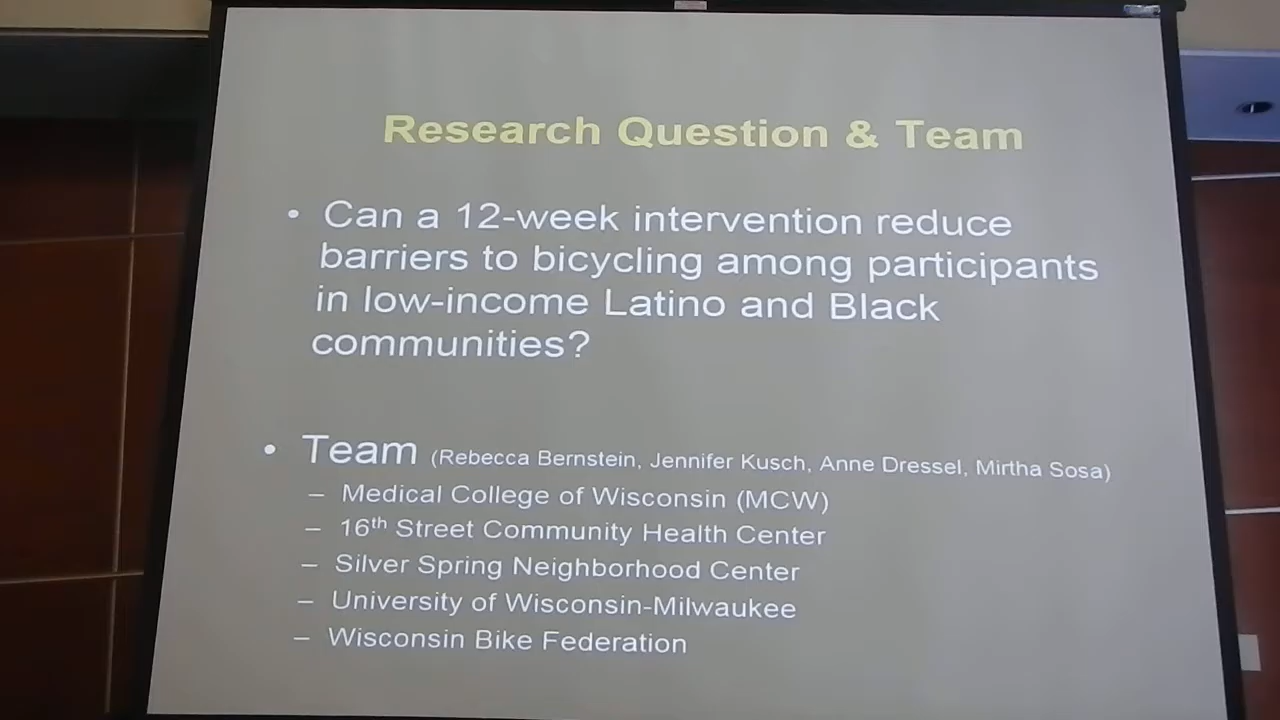 Research Question & Team
• Can a 12-week intervention reduce
barriers to bicycling among participants
in low-income Latino and Black
communities?
• Team (Rebecca Bernstein, Jennifer Kusch, Anne Dressel, Mirtha Sosa)
– Medical College of Wisconsin (MCW)
– 16th Street Community Health Center
– Silver Spring Neighborhood Center
– University of Wisconsin-Milwaukee
– Wisconsin Bike Federation